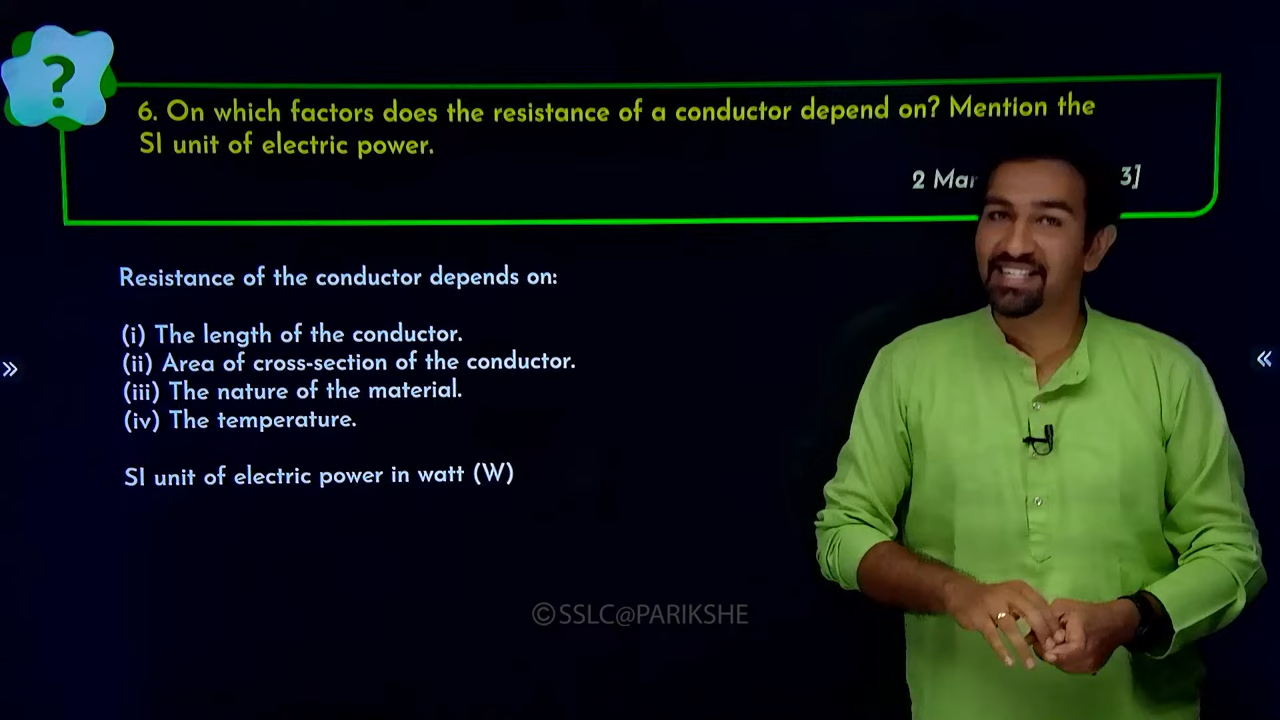 ?
6. On which factors does the resistance of a conductor depend on? Mention the
SI unit of electric power.
2 Mar 3]
Resistance of the conductor depends on:
(i) The length of the conductor.
(ii) Area of cross-section of the conductor.
(iii) The nature of the material.
(iv) The temperature.
»
«
SI unit of electric power in watt (W)
©SSLC@PARIKSHE